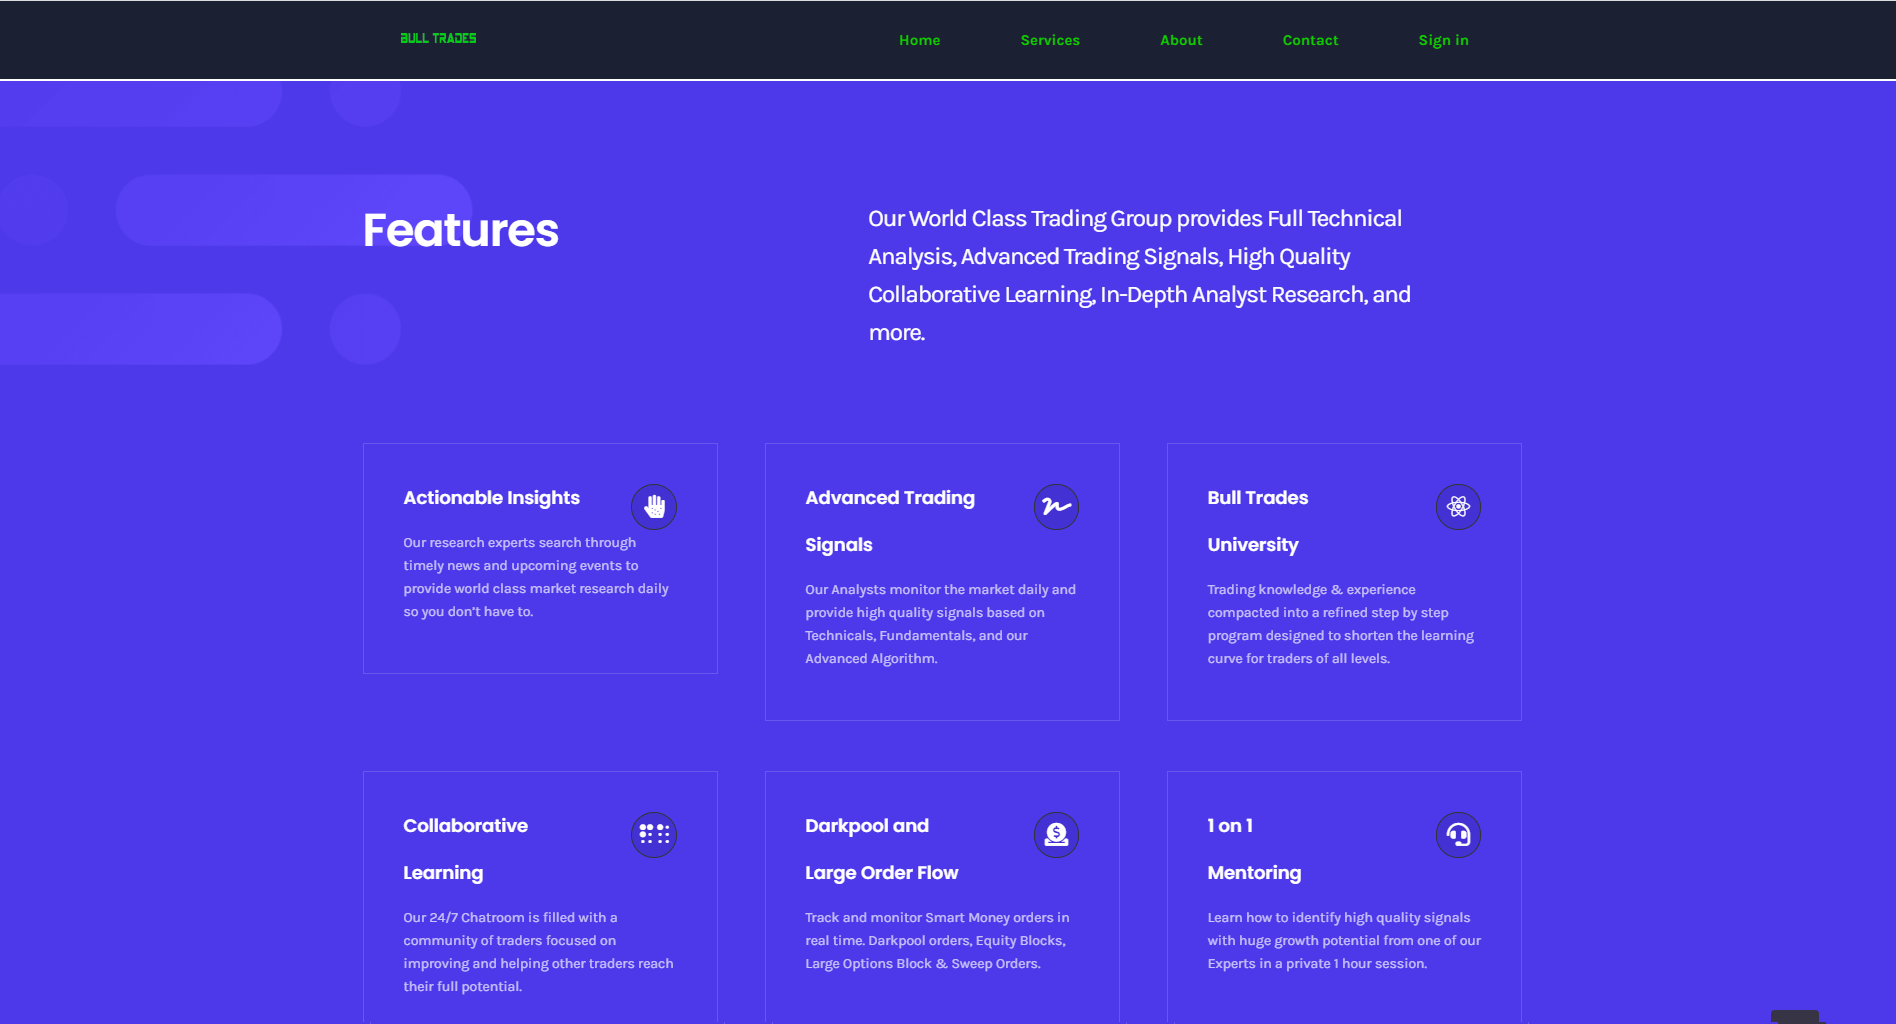 BULL TRADES
Home
Services
About
Contact
Sign in
Features
Our World Class Trading Group provides Full Technical
Analysis, Advanced Trading Signals, High Quality
Collaborative Learning, In-Depth Analyst Research, and
more.
Actionable Insights
Our research experts search through
timely news and upcoming events to
provide world class market research daily
so you don't have to.
Advanced Trading
Signals
Our Analysts monitor the market daily and
provide high quality signals based on
Technicals, Fundamentals, and our
Advanced Algorithm.
Bull Trades
University
Trading knowledge & experience
compacted into a refined step by step
program designed to shorten the learning
curve for traders of all levels.
Collaborative
Learning
Our 24/7 Chatroom is filled with a
community of traders focused on
improving and helping other traders reach
their full potential.
Darkpool and
Large Order Flow
Track and monitor Smart Money orders in
real time. Darkpool orders, Equity Blocks,
Large Options Block & Sweep Orders.
1 on 1
Mentoring
Learn how to identify high quality signals
with huge growth potential from one of our
Experts in a private 1 hour session.